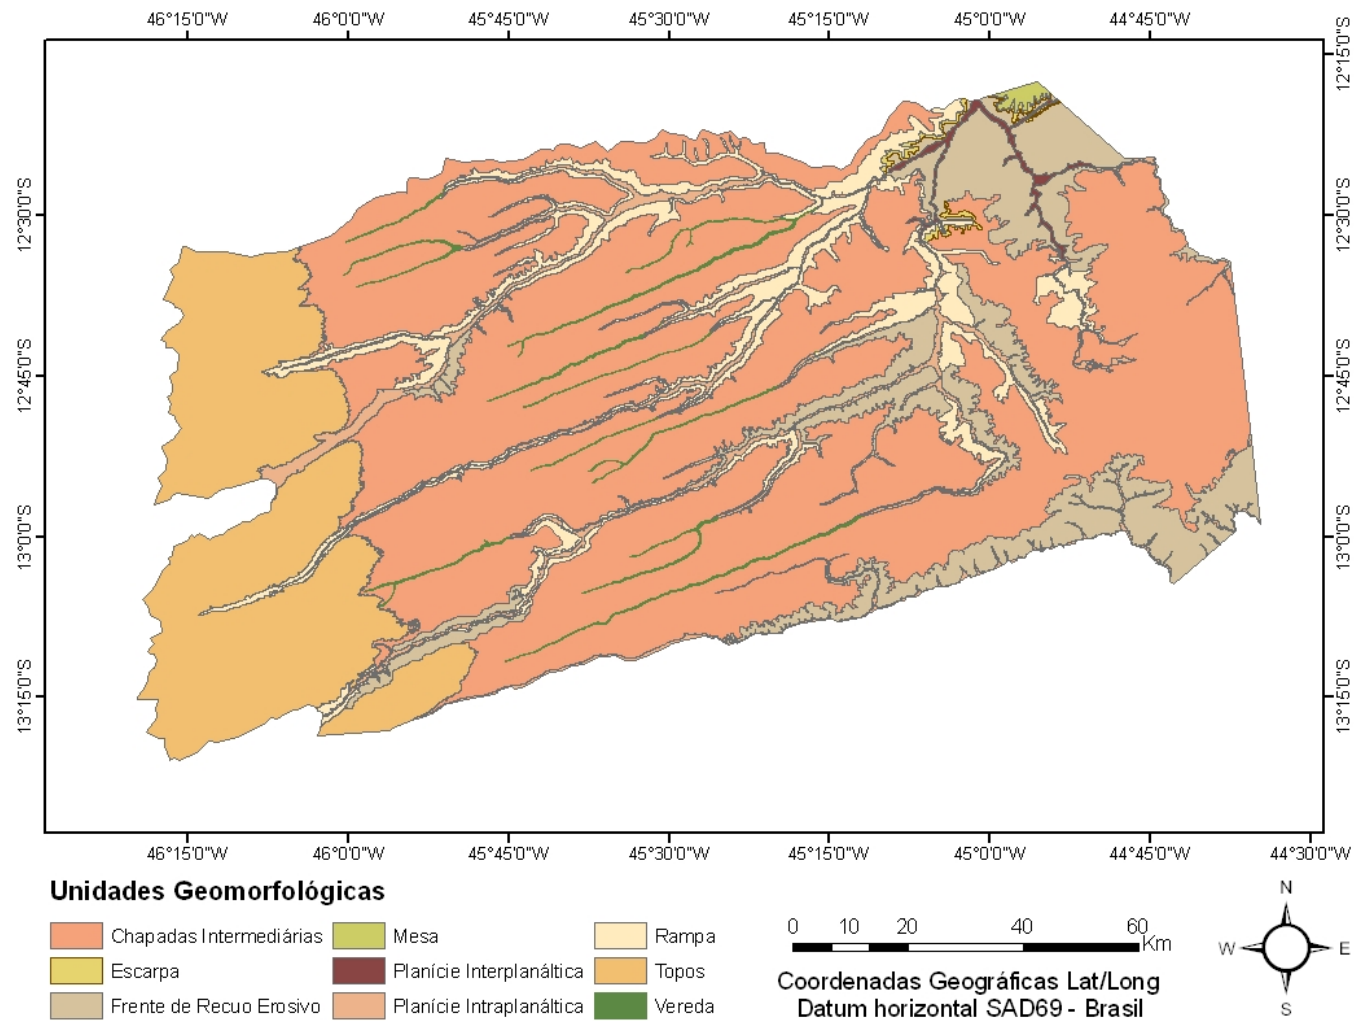 46°15'0"W 46°0'0"W 45°45'0"W 45°30'0"W 45°15'0"W 45°0'0"W 44°45'0"W
12°15'0"S
12°30'0"S 12°30'0"S
12°45'0"S 12°45'0"S
13°0'0"S 13°0'0"S
13°15'0"S 13°15'0"S
46°15'0"W 46°0'0"W 45°45'0"W 45°30'0"W 45°15'0"W 45°0'0"W 44°45'0"W 44°30'0"W
Unidades Geomorfológicas
Chapadas Intermediárias
Escarpa
Frente de Recuo Erosivo
Mesa
Planície Interplanáltica
Planície Intraplanáltica
Rampa
Topos
Vereda
0 10 20 40 60
Km
Coordenadas Geográficas Lat/Long
Datum horizontal SAD69 - Brasil
N
W E
S